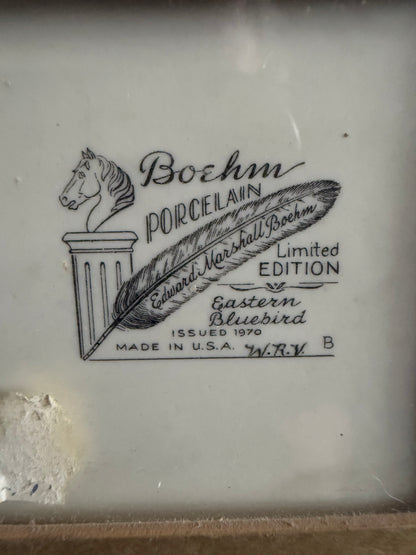 Boehm
PORCELAIN
Edward Marshall Boehm
Limited
EDITION
Eastern
Bluebird
ISSUED 1970
MADE IN U.S.A. W.R.V. B